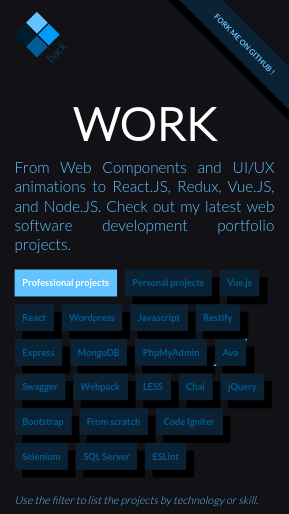 FORK ME ON GITHUB !
back
WORK
From Web Components and UI/UX
animations to React.JS, Redux, Vue.JS,
and Node.JS. Check out my latest web
software development portfolio
projects.
Professional projects Personal projects Vue.js
React Wordpress Javascript Restify
Express MongoDB PhpMyAdmin Ava
Swagger Webpack LESS Chai jQuery
Bootstrap From scratch Code Igniter
Selenium SQL Server ESLint
Use the filter to list the projects by technology or skill.